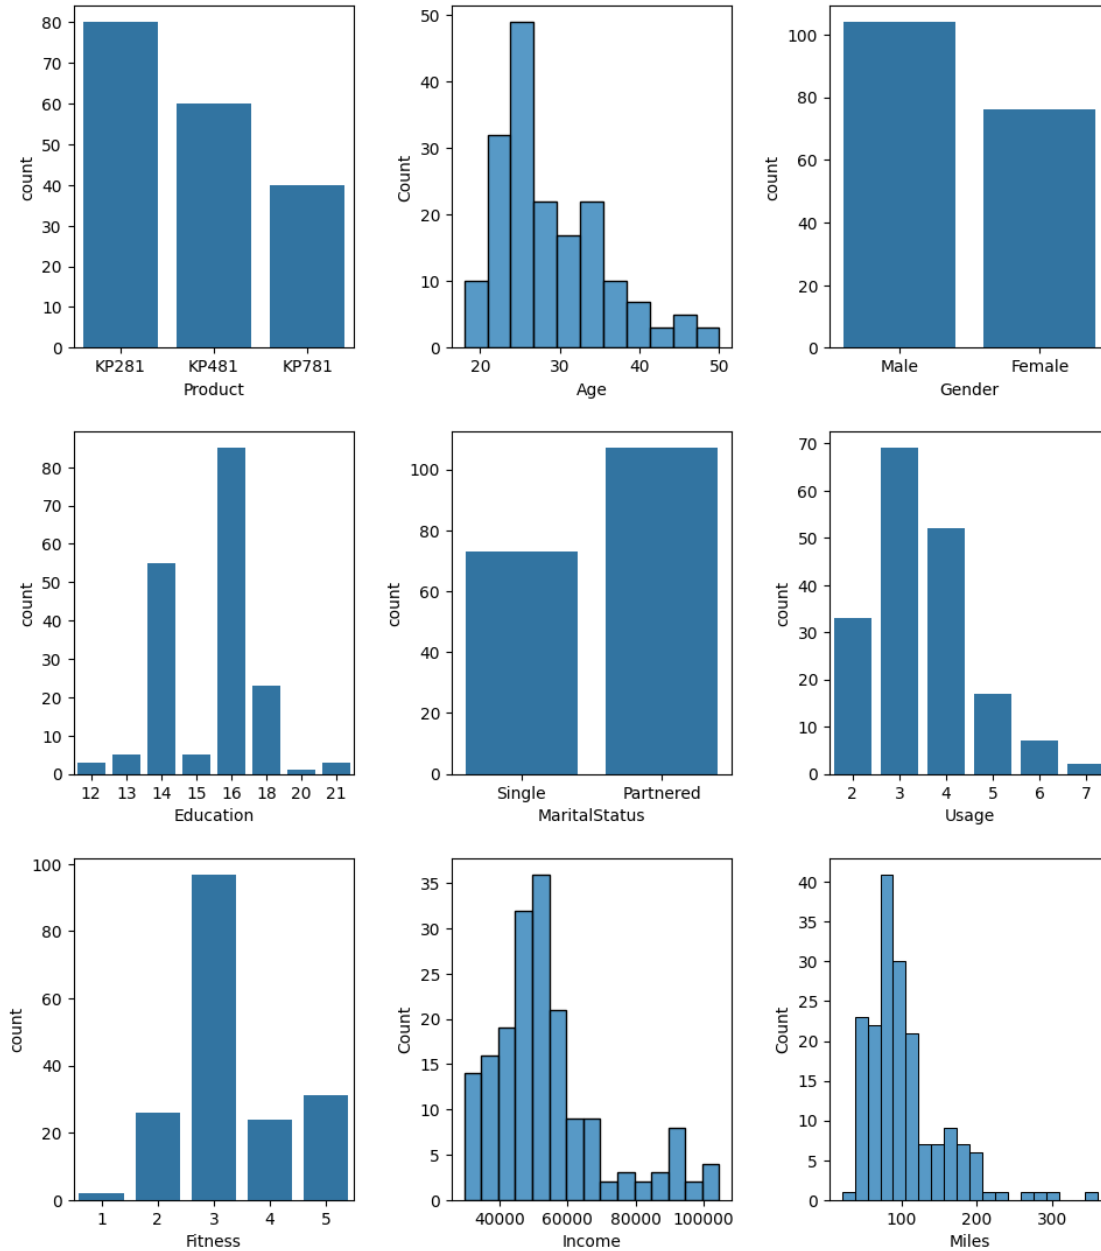 80
70
60
50
40
30
20
10
0
count
KP281 KP481 KP781
Product
50
40
30
20
10
0
Count
20 30 40 50
Age
100
80
60
40
20
0
count
Male Female
Gender
80
70
60
50
40
30
20
10
0
count
12 13 14 15 16 18 20 21
Education
100
80
60
40
20
0
count
Single Partnered
MaritalStatus
70
60
50
40
30
20
10
0
count
2 3 4 5 6 7
Usage
100
80
60
40
20
0
count
1 2 3 4 5
Fitness
35
30
25
20
15
10
5
0
Count
40000 60000 80000 100000
Income
40
35
30
25
20
15
10
5
0
Count
100 200 300
Miles